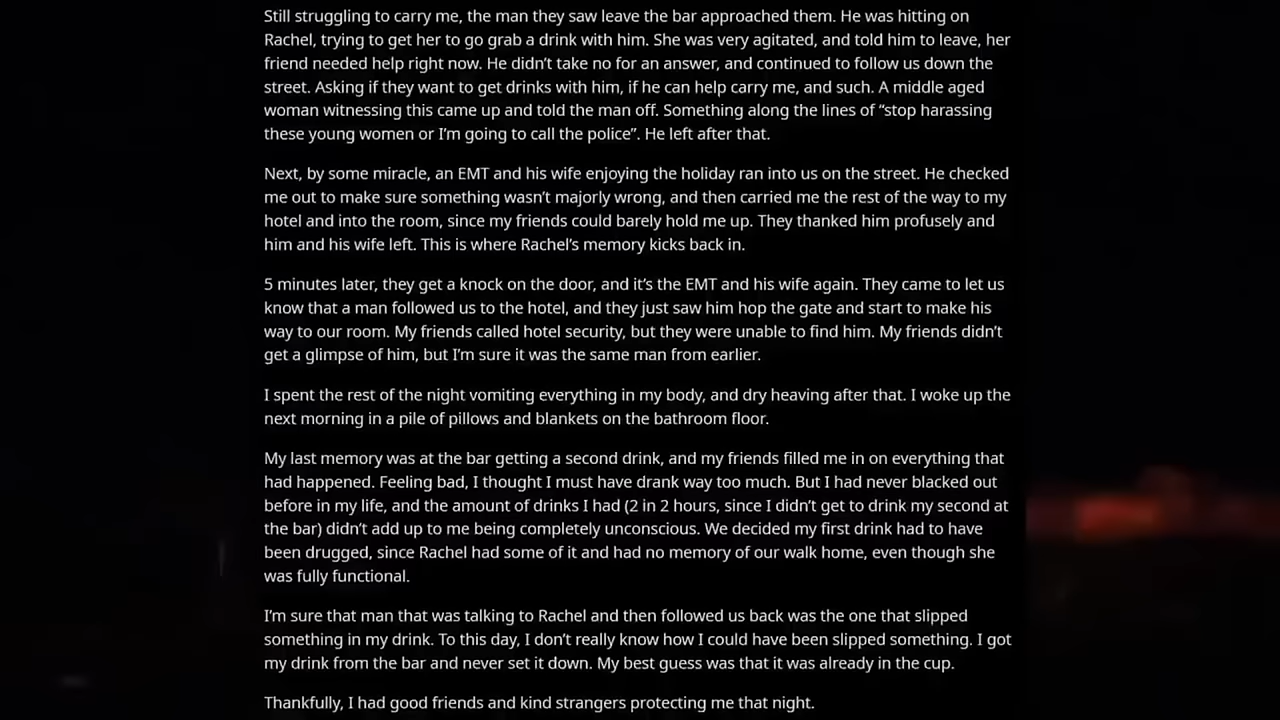 Still struggling to carry me, the man they saw leave the bar approached them. He was hitting on
Rachel, trying to get her to go grab a drink with him. She was very agitated, and told him to leave, her
friend needed help right now. He didn’t take no for an answer, and continued to follow us down the
street. Asking if they want to get drinks with him, if he can help carry me, and such. A middle aged
woman witnessing this came up and told the man off. Something along the lines of “stop harassing
these young women or I’m going to call the police”. He left after that.
Next, by some miracle, an EMT and his wife enjoying the holiday ran into us on the street. He checked
me out to make sure something wasn’t majorly wrong, and then carried me the rest of the way to my
hotel and into the room, since my friends could barely hold me up. They thanked him profusely and
him and his wife left. This is where Rachel’s memory kicks back in.
5 minutes later, they get a knock on the door, and it’s the EMT and his wife again. They came to let us
know that a man followed us to the hotel, and they just saw him hop the gate and start to make his
way to our room. My friends called hotel security, but they were unable to find him. My friends didn’t
get a glimpse of him, but I’m sure it was the same man from earlier.
I spent the rest of the night vomiting everything in my body, and dry heaving after that. I woke up the
next morning in a pile of pillows and blankets on the bathroom floor.
My last memory was at the bar getting a second drink, and my friends filled me in on everything that
had happened. Feeling bad, I thought I must have drank way too much. But I had never blacked out
before in my life, and the amount of drinks I had (2 in 2 hours, since I didn’t get to drink my second at
the bar) didn’t add up to me being completely unconscious. We decided my first drink had to have
been drugged, since Rachel had some of it and had no memory of our walk home, even though she
was fully functional.
I’m sure that man that was talking to Rachel and then followed us back was the one that slipped
something in my drink. To this day, I don’t really know how I could have been slipped something. I got
my drink from the bar and never set it down. My best guess was that it was already in the cup.
Thankfully, I had good friends and kind strangers protecting me that night.